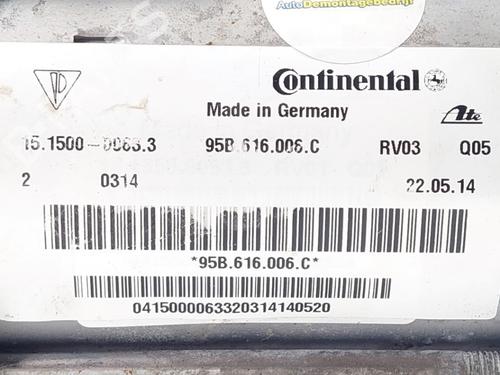 AutoDemontagebedrijf
Continental
Made in Germany
Ate
15.1500-0063.3 95B.616.006.C RV03 Q05
2 0314 22.05.14
*95B.616.006.C*
0415000063320314140520